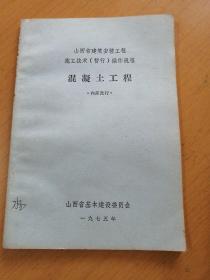 山西省建筑安装工程
施工技术（暂行）操作规程
混凝土工程
·内部发行·
山西省基本建设委员会
一九七五年